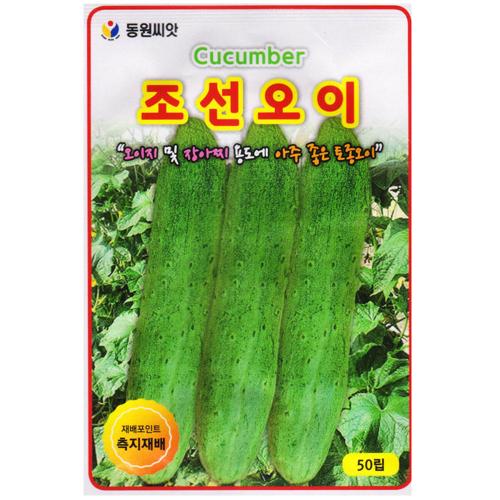 동원씨앗
Cucumber
조선오이
"오이지 및 장아찌 용도에 아주 좋은 토종오이"
재배포인트
측지재배
50립